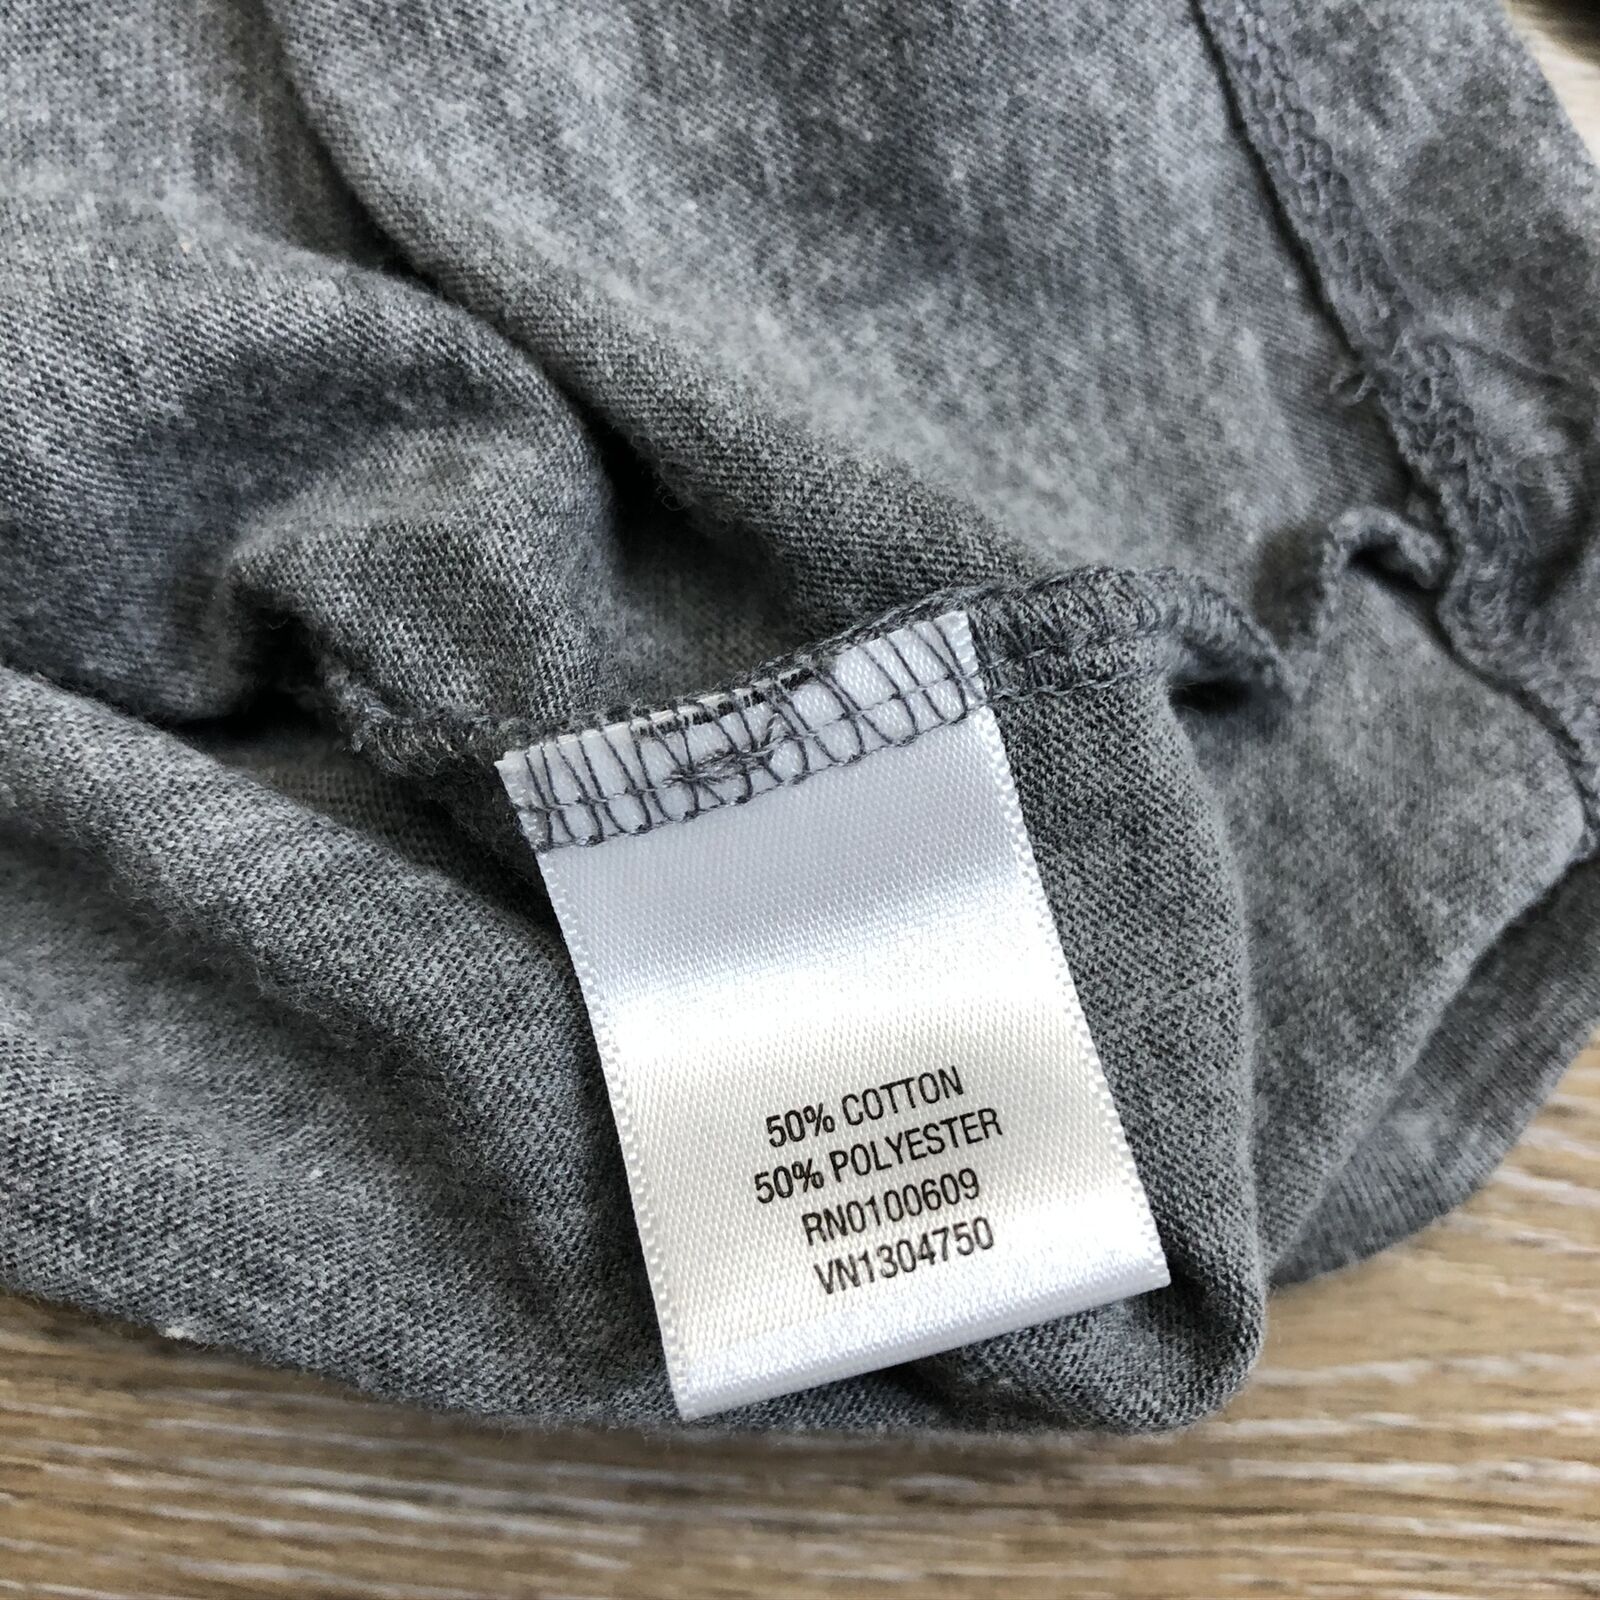 50% COTTON
50% POLYESTER
RN0100609
VN1304750